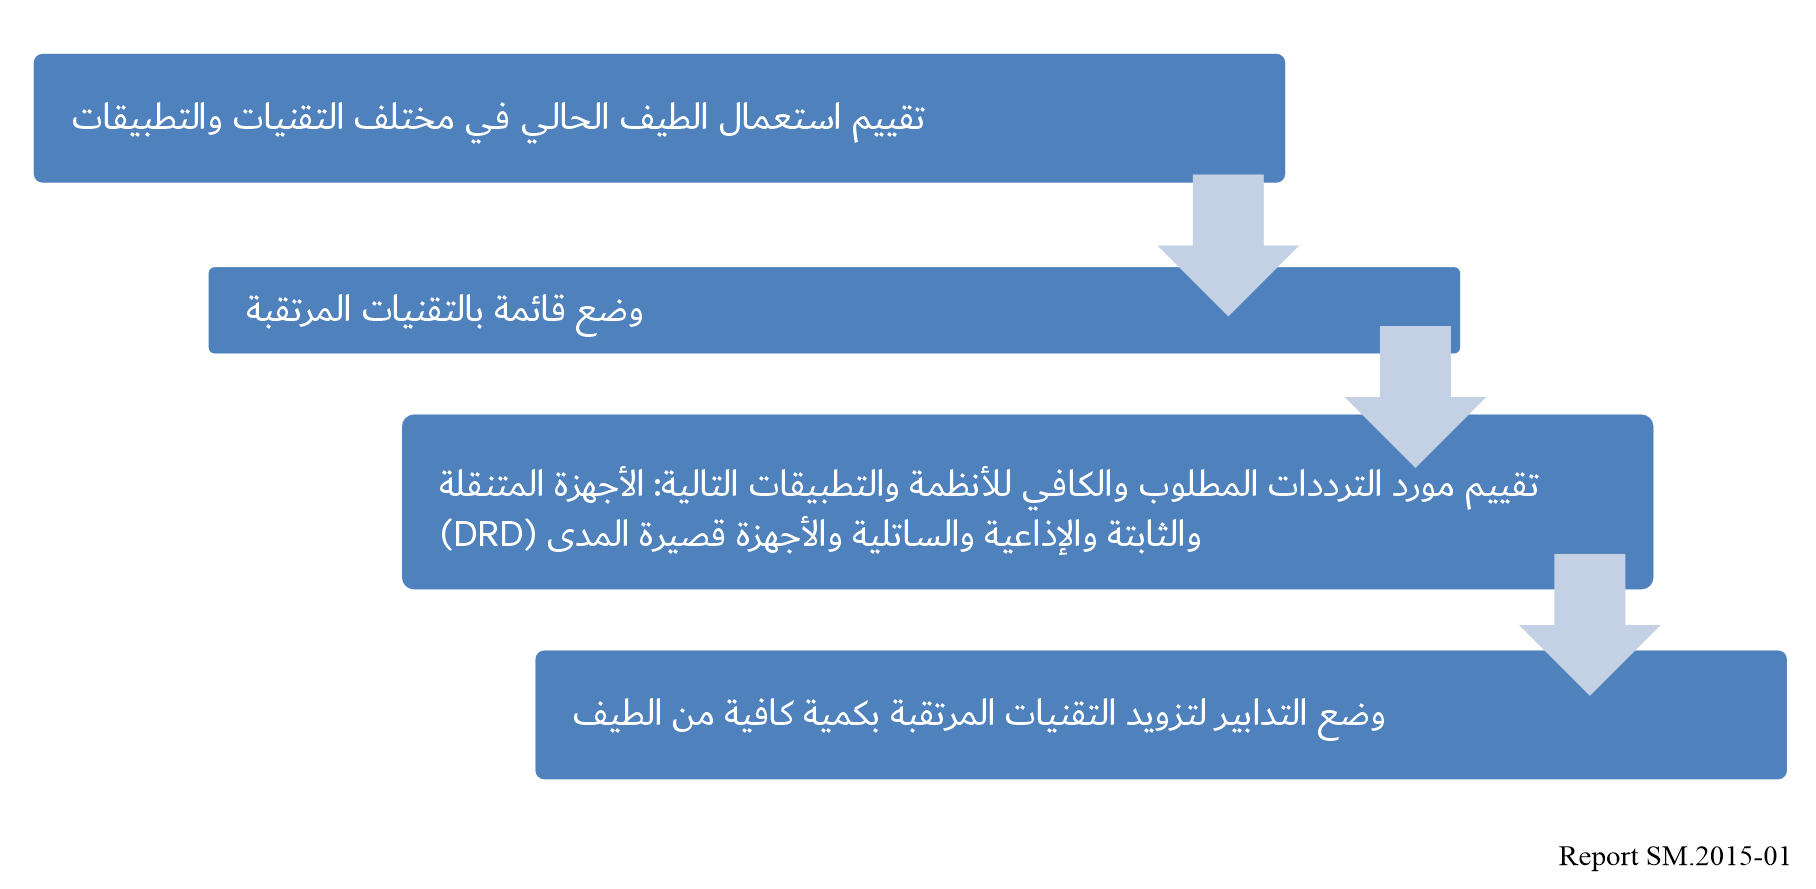 تقييم استعمال الطيف الحالي في مختلف التقنيات والتطبيقات
وضع قائمة بالتقنيات المرتقبة
تقييم مورد الترددات المطلوب والكافي للأنظمة والتطبيقات التالية: الأجهزة المتنقلة
والثابتة والإذاعية والساتلية والأجهزة قصيرة المدى (DRD)
وضع التدابير لتزويد التقنيات المرتقبة بكمية كافية من الطيف
Report SM.2015-01